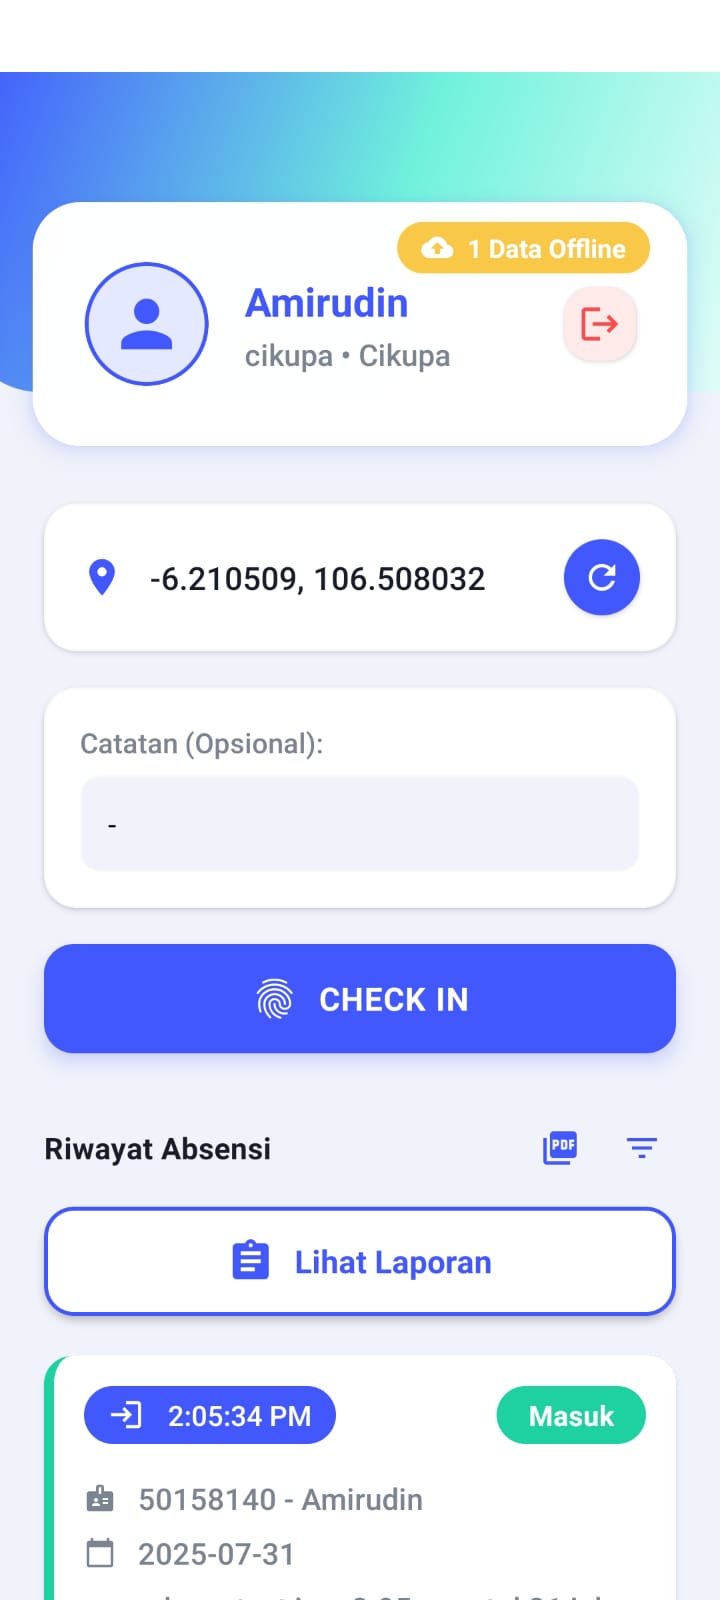 1 Data Offline
Amirudin
cikupa • Cikupa
-6.210509, 106.508032
Catatan (Opsional):
-
CHECK IN
Riwayat Absensi
PDF
Lihat Laporan
2:05:34 PM
Masuk
50158140 - Amirudin
2025-07-31